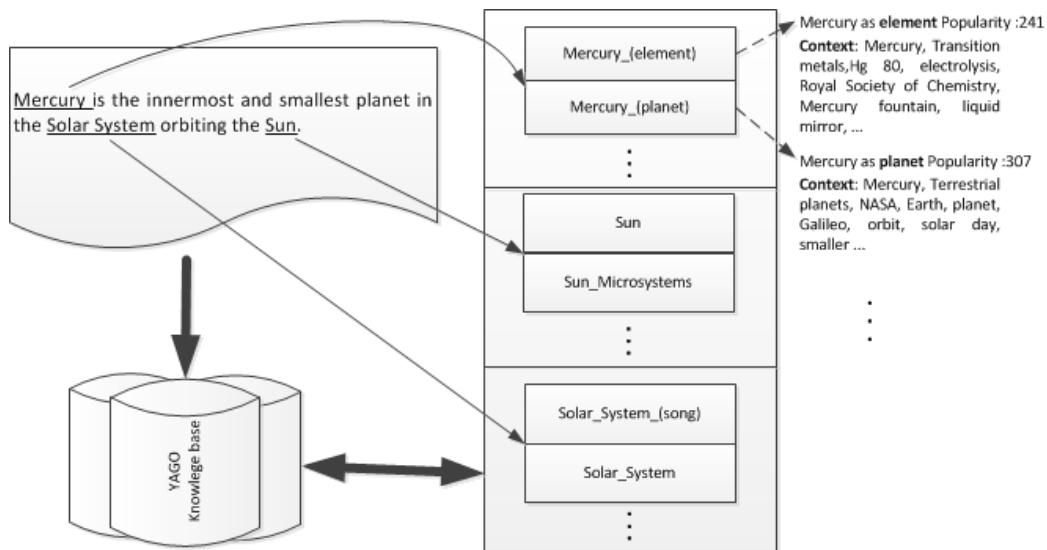 Mercury is the innermost and smallest planet in
the Solar System orbiting the Sun.
YAGO
Knowlege base
Mercury_(element)
Mercury_(planet)
Sun
Sun_Microsystems
Solar_System_(song)
Solar_System
Mercury as element Popularity :241
Context: Mercury, Transition
metals,Hg 80, electrolysis,
Royal Society of Chemistry,
Mercury fountain, liquid
mirror, ...
Mercury as planet Popularity :307
Context: Mercury, Terrestrial
planets, NASA, Earth, planet,
Galileo, orbit, solar day,
smaller ...